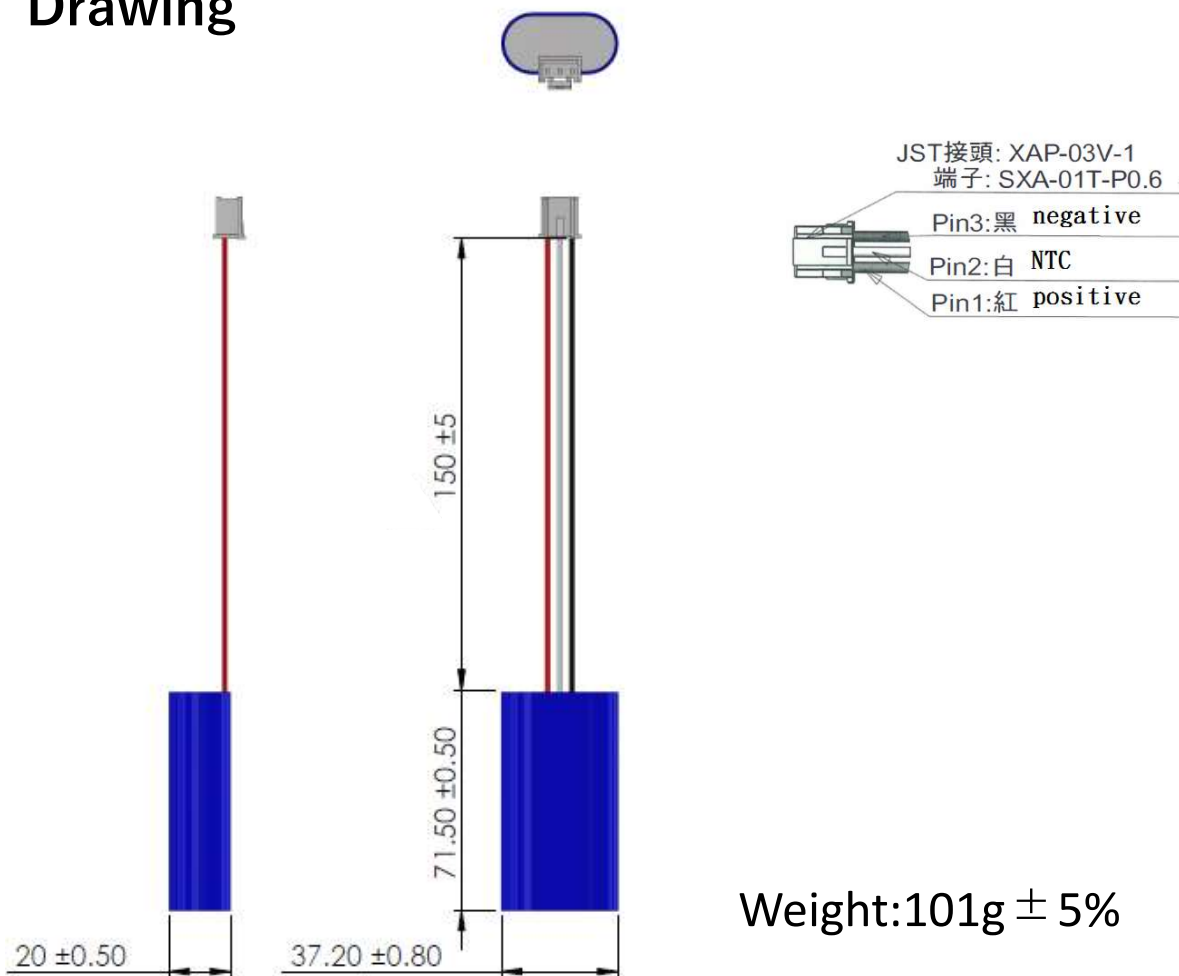 Drawing
JST接頭: XAP-03V-1
端子: SXA-01T-P0.6
Pin3:黑 negative
Pin2:白 NTC
Pin1:紅 positive
150 ±5
71.50 ±0.50
20 ±0.50
37.20 ±0.80
Weight:101g±5%